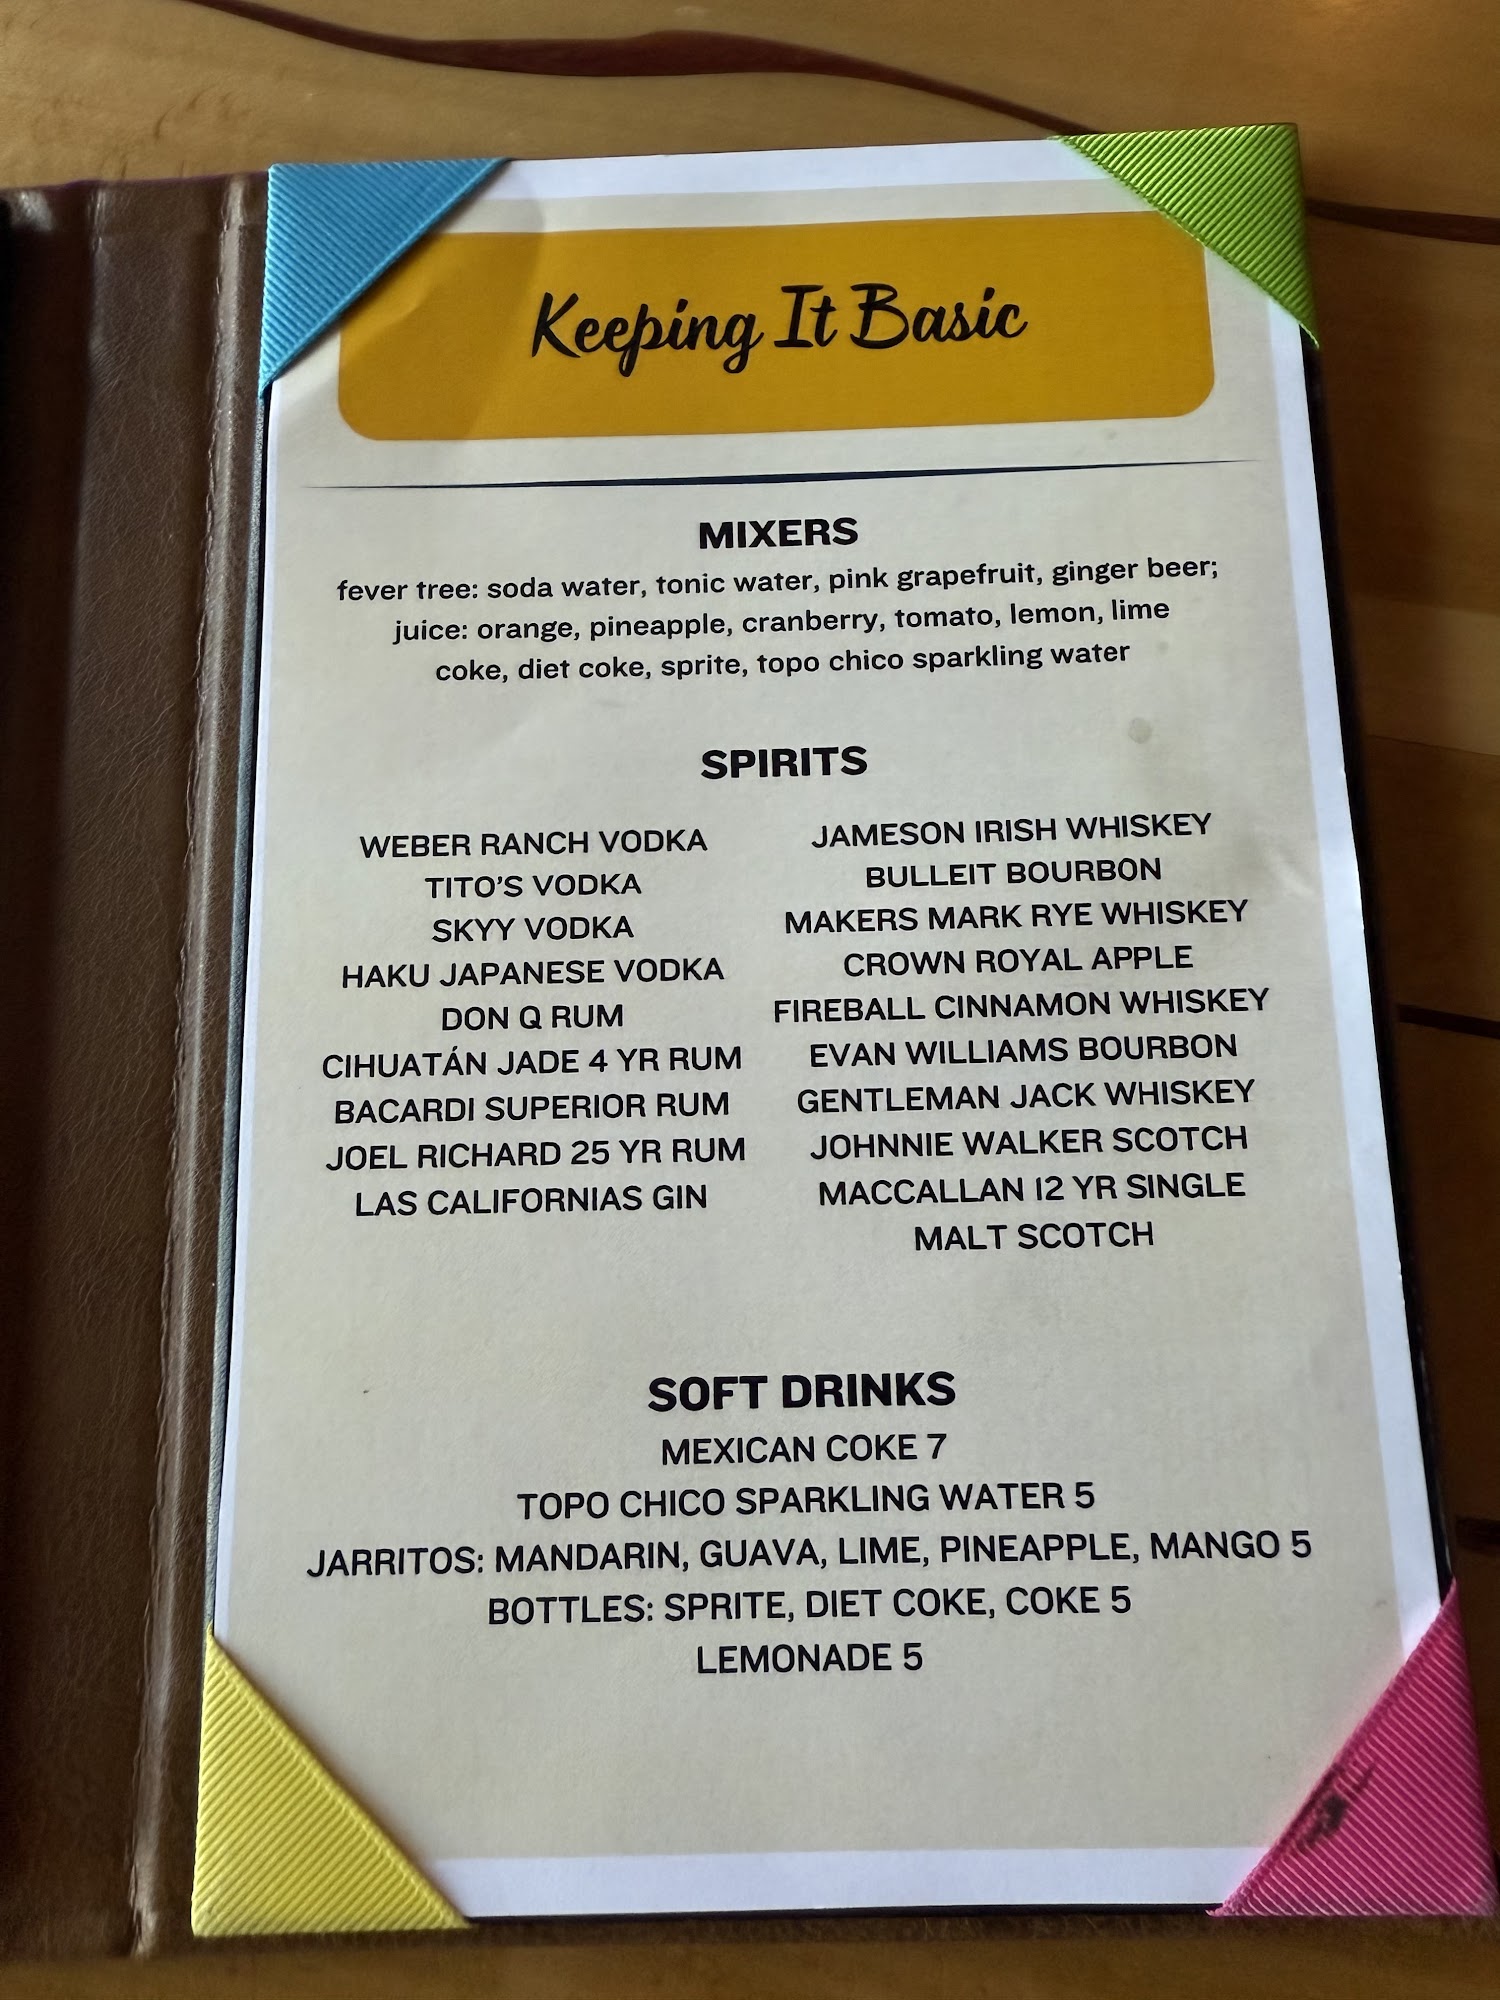 Keeping It Basic
MIXERS
fever tree: soda water, tonic water, pink grapefruit, ginger beer;
juice: orange, pineapple, cranberry, tomato, lemon, lime
coke, diet coke, sprite, topo chico sparkling water
SPIRITS
WEBER RANCH VODKA
TITO'S VODKA
SKYY VODKA
HAKU JAPANESE VODKA
DON Q RUM
CIHUATÁN JADE 4 YR RUM
BACARDI SUPERIOR RUM
JOEL RICHARD 25 YR RUM
LAS CALIFORNIAS GIN
JAMESON IRISH WHISKEY
BULLEIT BOURBON
MAKERS MARK RYE WHISKEY
CROWN ROYAL APPLE
FIREBALL CINNAMON WHISKEY
EVAN WILLIAMS BOURBON
GENTLEMAN JACK WHISKEY
JOHNNIE WALKER SCOTCH
MACCALLAN 12 YR SINGLE
MALT SCOTCH
SOFT DRINKS
MEXICAN COKE 7
TOPO CHICO SPARKLING WATER 5
JARRITOS: MANDARIN, GUAVA, LIME, PINEAPPLE, MANGO 5
BOTTLES: SPRITE, DIET COKE, COKE 5
LEMONADE 5